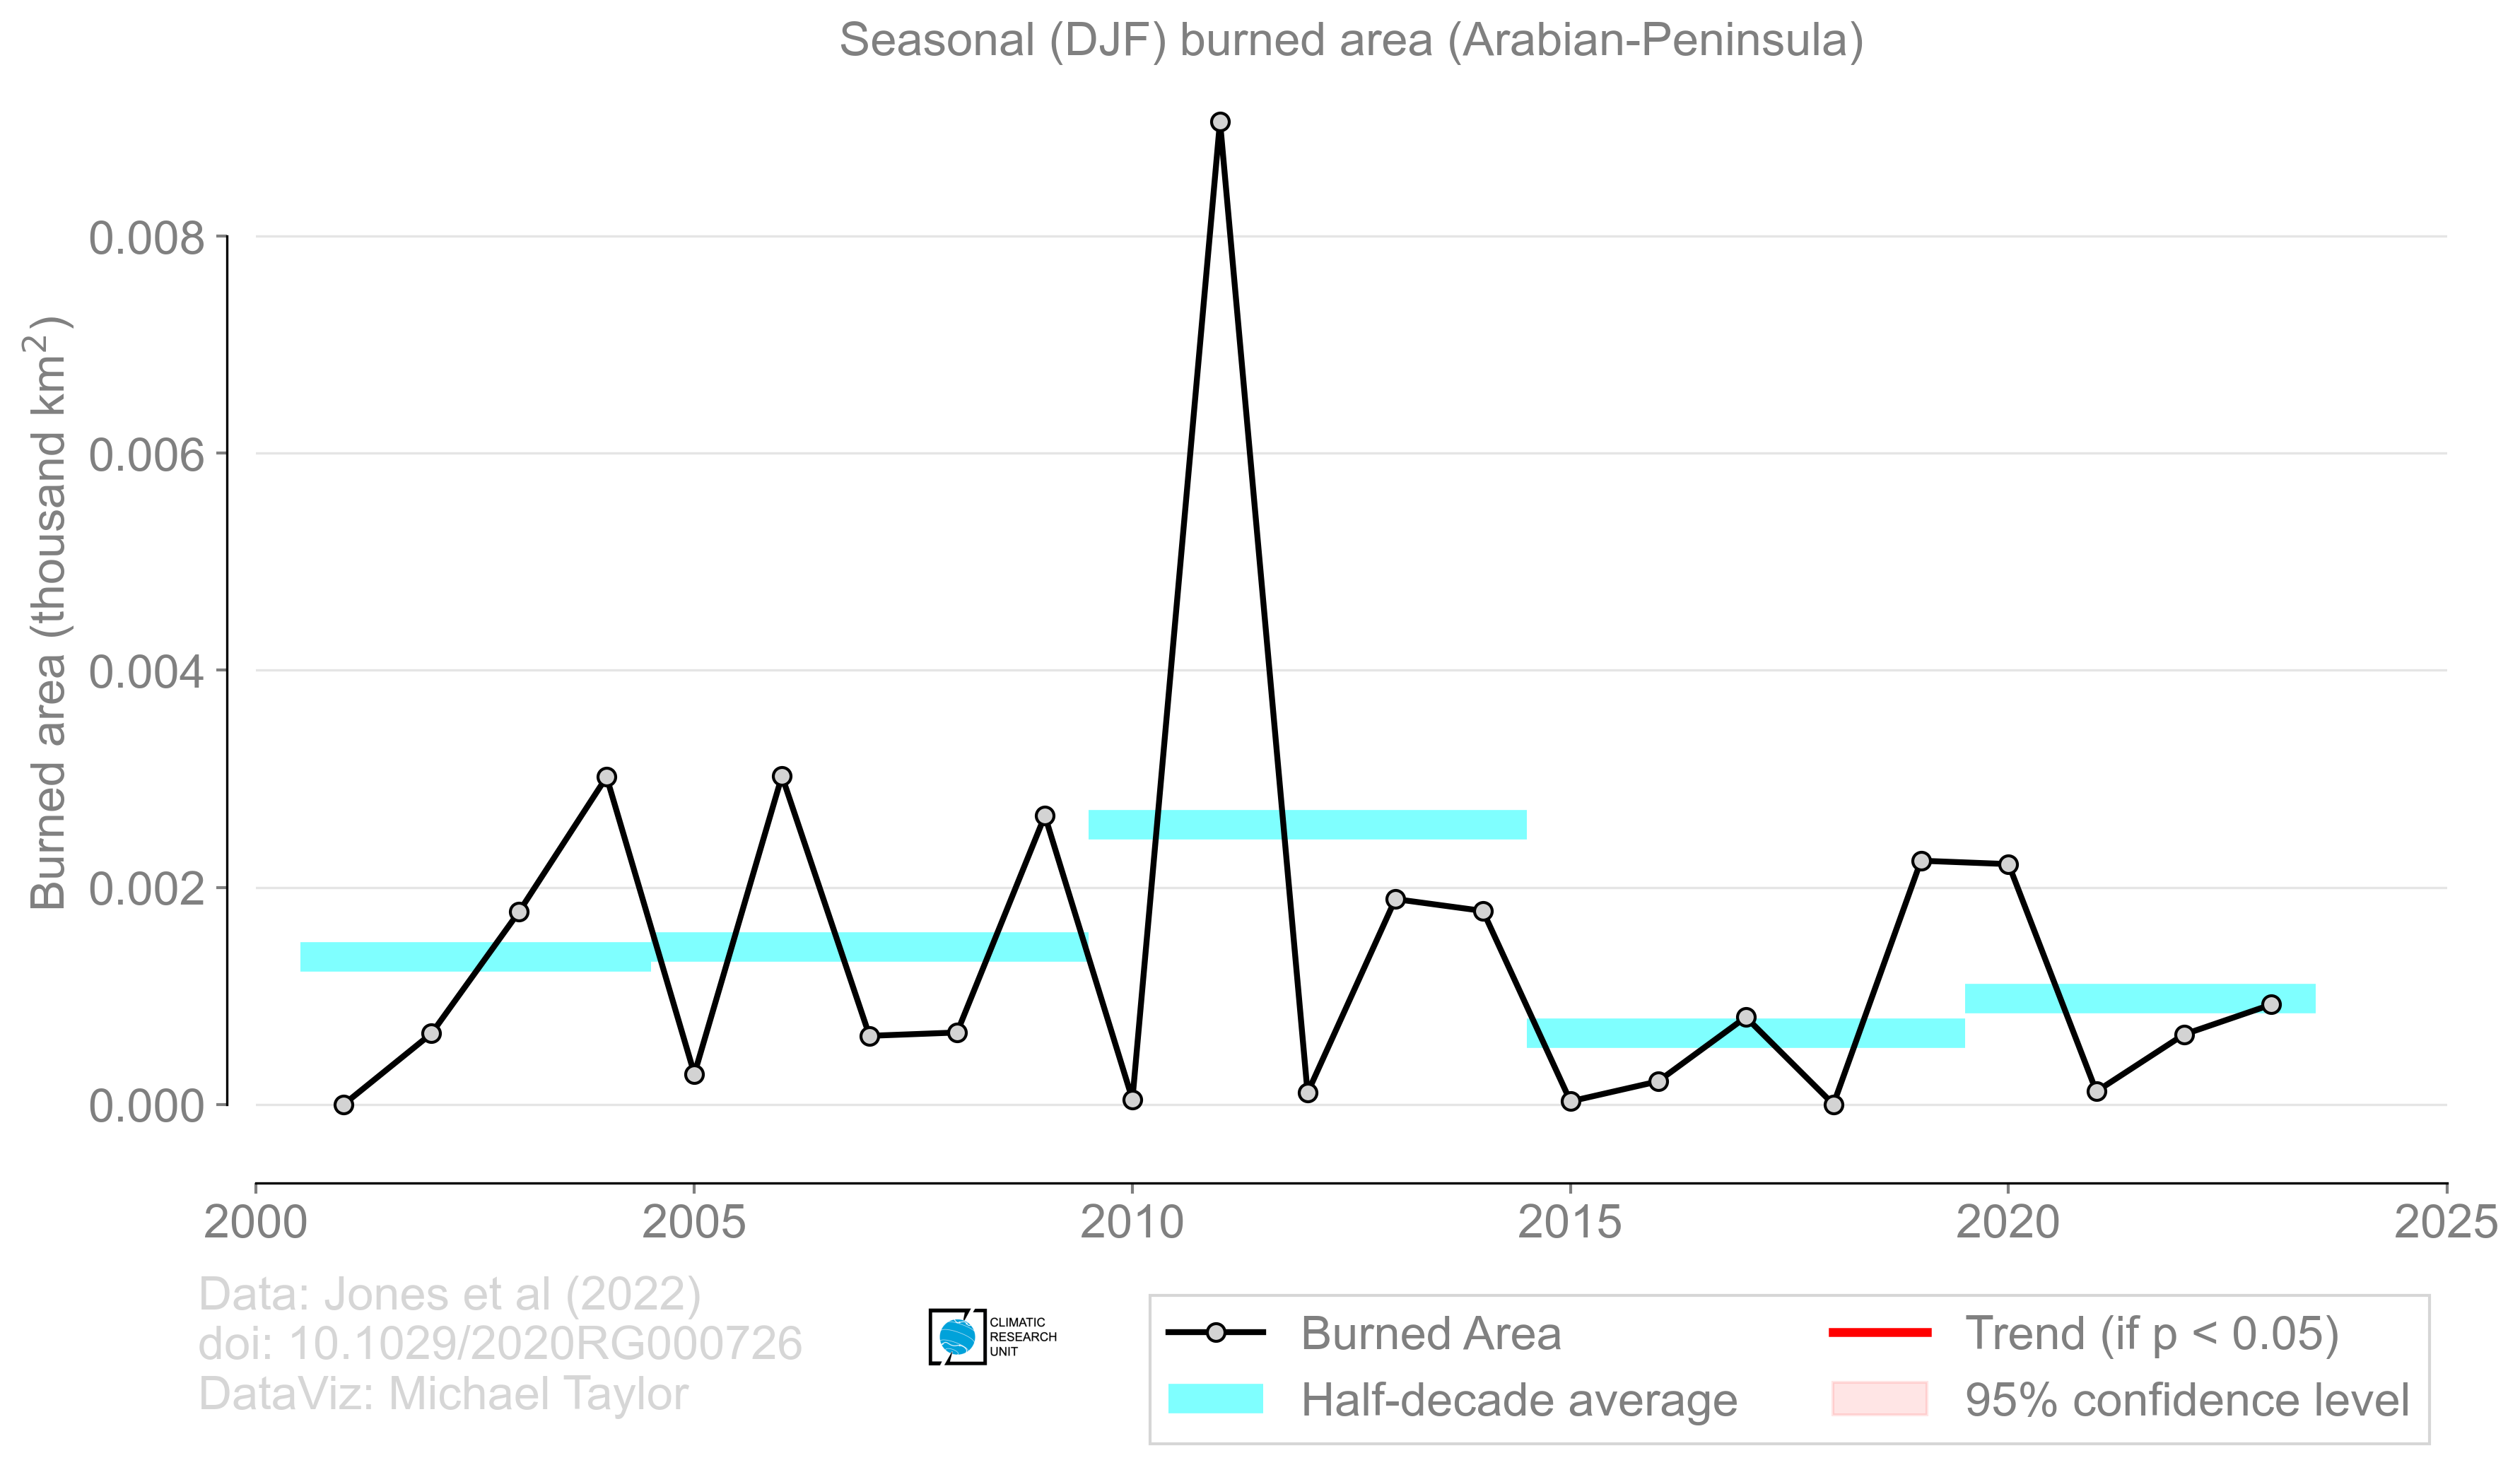 Seasonal (DJF) burned area (Arabian-Peninsula)
Burned area (thousand km²)
0.008
0.006
0.004
0.002
0.000
2000 2005 2010 2015 2020 2025
Data: Jones et al (2022)
doi: 10.1029/2020RG000726
DataViz: Michael Taylor
CLIMATIC
RESEARCH
UNIT
Burned Area
Half-decade average
Trend (if p < 0.05)
95% confidence level